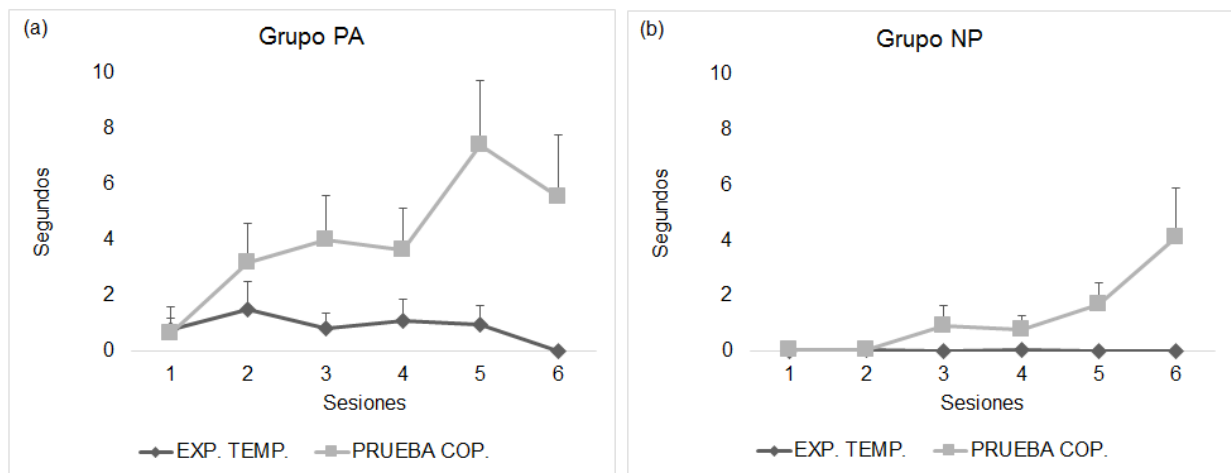 (a)
Grupo PA
Segundos
10
8
6
4
2
0
1 2 3 4 5 6
Sesiones
EXP. TEMP. PRUEBA COP.
(b)
Grupo NP
Segundos
10
8
6
4
2
0
1 2 3 4 5 6
Sesiones
EXP. TEMP. PRUEBA COP.